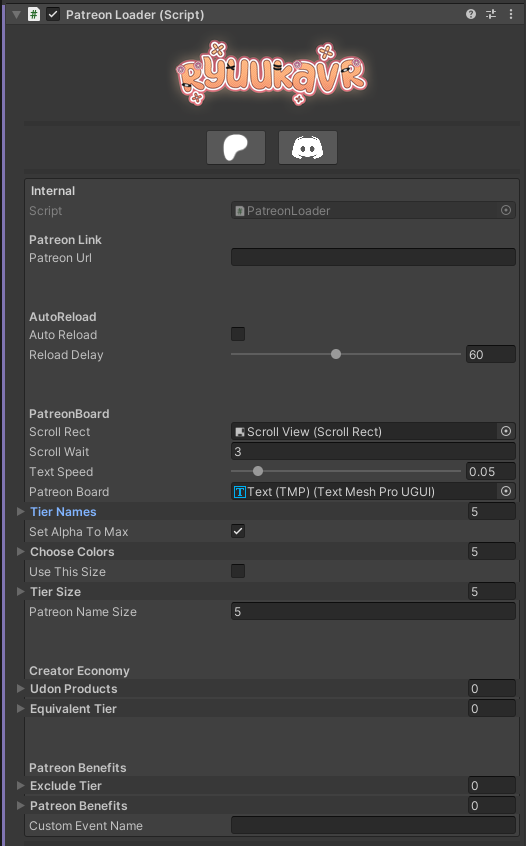 Patreon Loader (Script)
RyuukaVR
Internal
Script PatreonLoader
Patreon Link
Patreon Url
AutoReload
Auto Reload
Reload Delay 60
PatreonBoard
Scroll Rect Scroll View (Scroll Rect)
Scroll Wait 3
Text Speed 0.05
Patreon Board Text (TMP) (Text Mesh Pro UGUI)
Tier Names 5
Set Alpha To Max
Choose Colors 5
Use This Size
Tier Size 5
Patreon Name Size 5
Creator Economy
Udon Products 0
Equivalent Tier 0
Patreon Benefits
Exclude Tier 0
Patreon Benefits 0
Custom Event Name